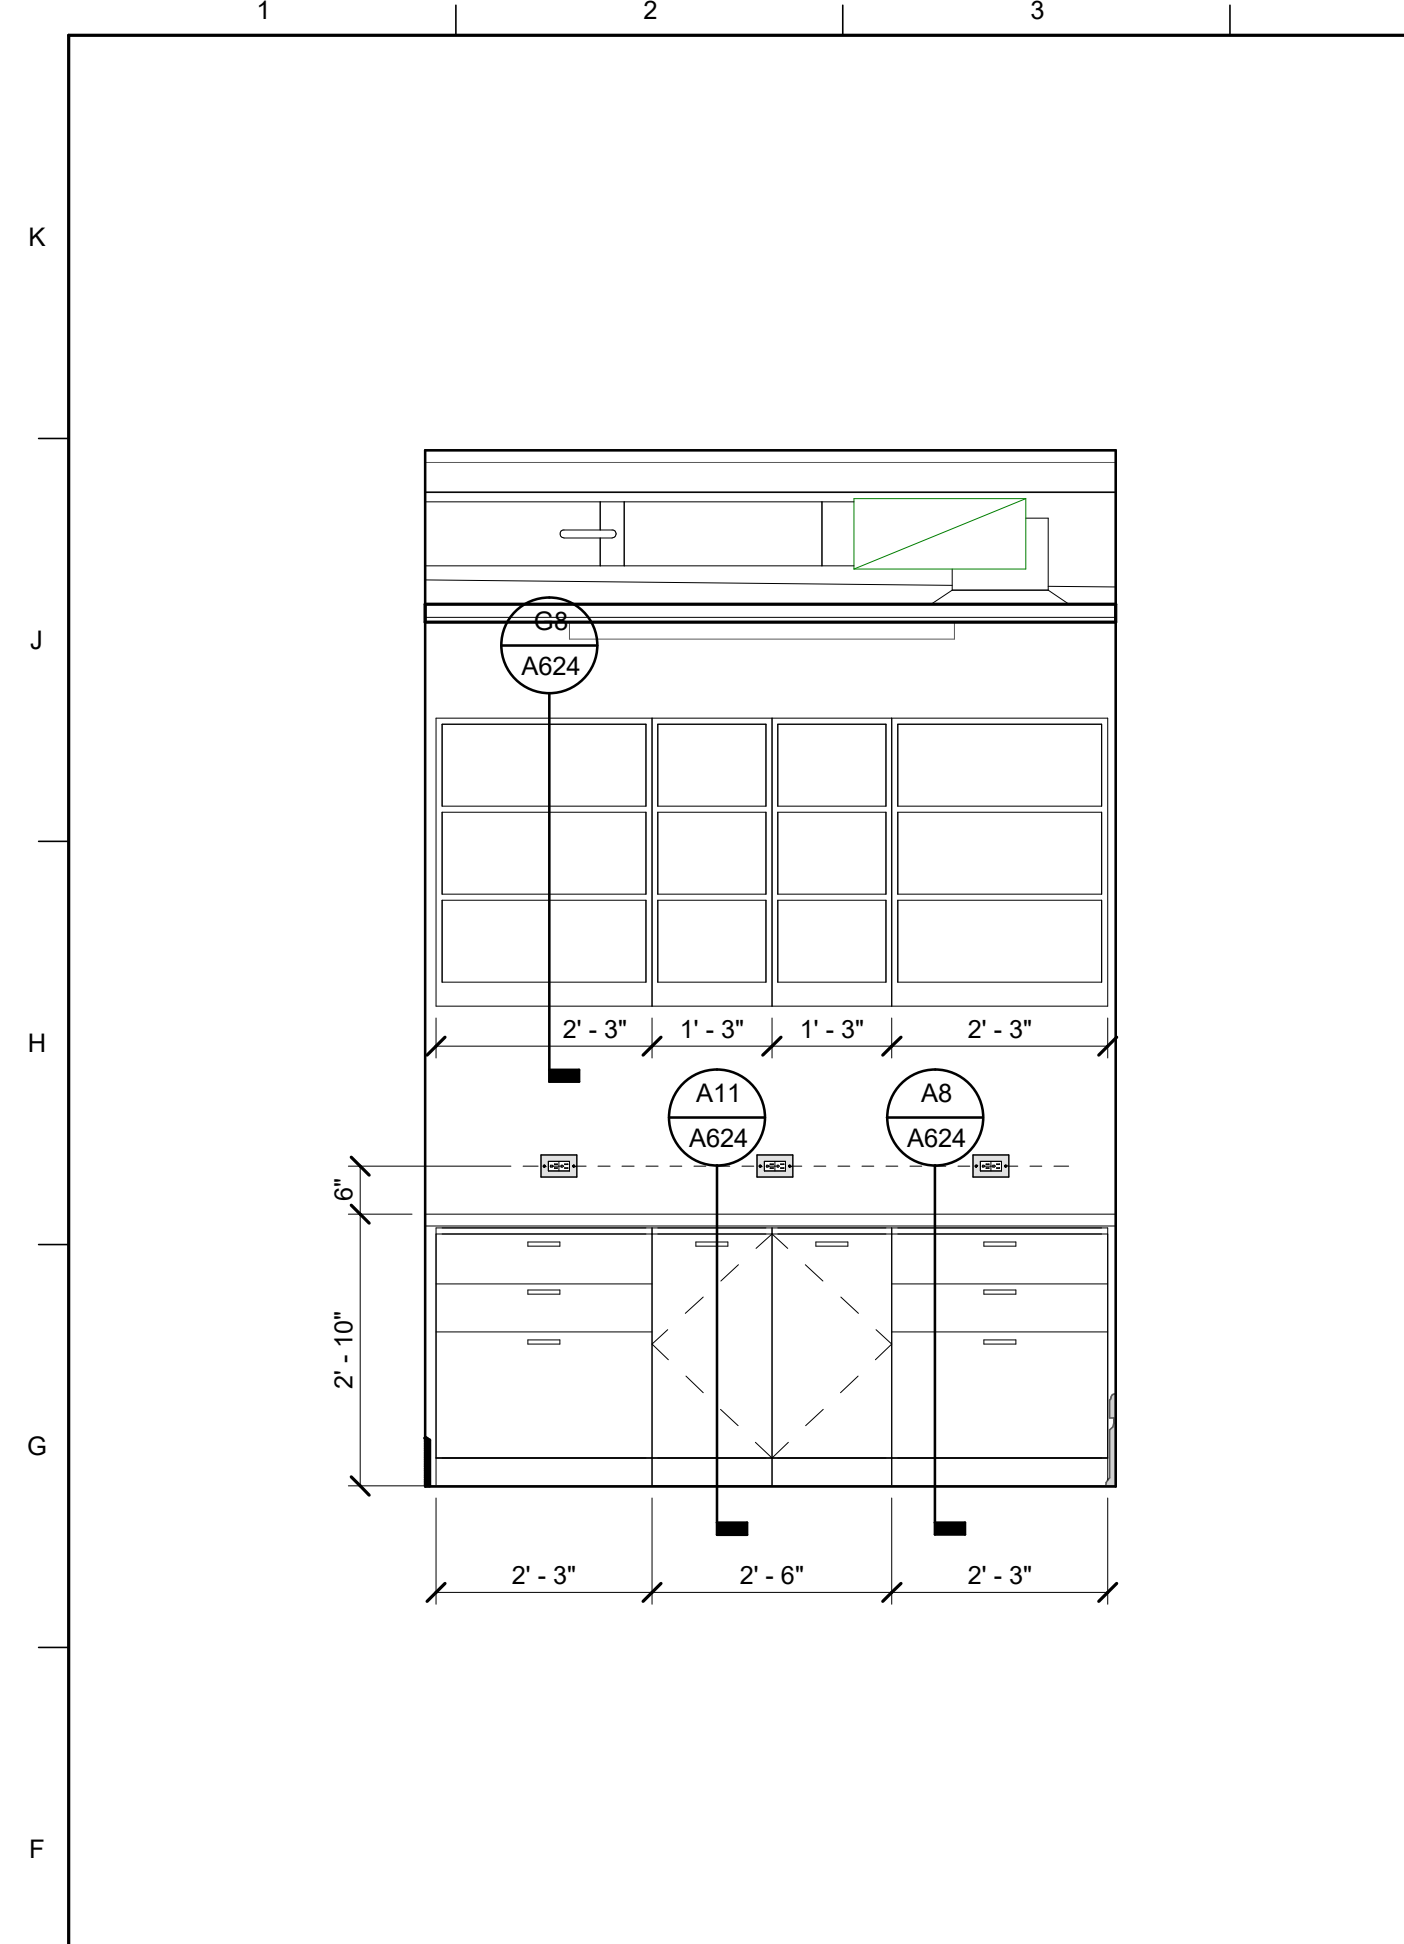 1 2 3
K
J
H
G
F
G8
A624
2' - 3" 1' - 3" 1' - 3" 2' - 3"
A11
A624
A8
A624
6"
2' - 10"
2' - 3" 2' - 6" 2' - 3"